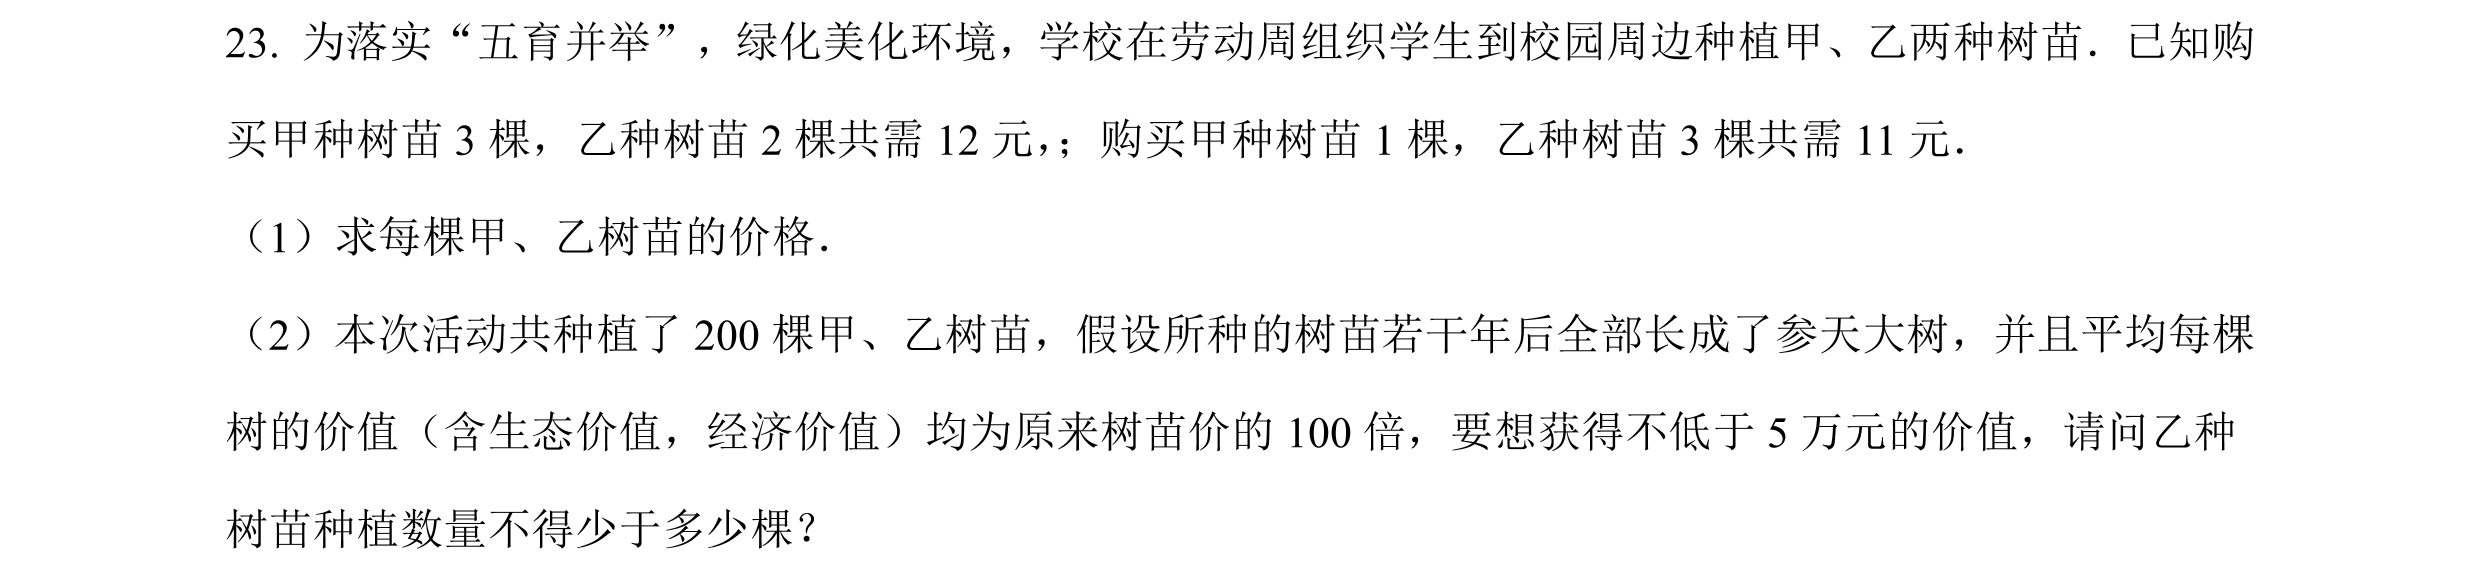 23. 为落实“五育并举”，绿化美化环境，学校在劳动周组织学生到校园周边种植甲、乙两种树苗．已知购
买甲种树苗 3 棵，乙种树苗 2 棵共需 12 元,；购买甲种树苗 1 棵，乙种树苗 3 棵共需 11 元．
（1）求每棵甲、乙树苗的价格．
（2）本次活动共种植了 200 棵甲、乙树苗，假设所种的树苗若干年后全部长成了参天大树，并且平均每棵
树的价值（含生态价值，经济价值）均为原来树苗价的 100 倍，要想获得不低于 5 万元的价值，请问乙种
树苗种植数量不得少于多少棵？